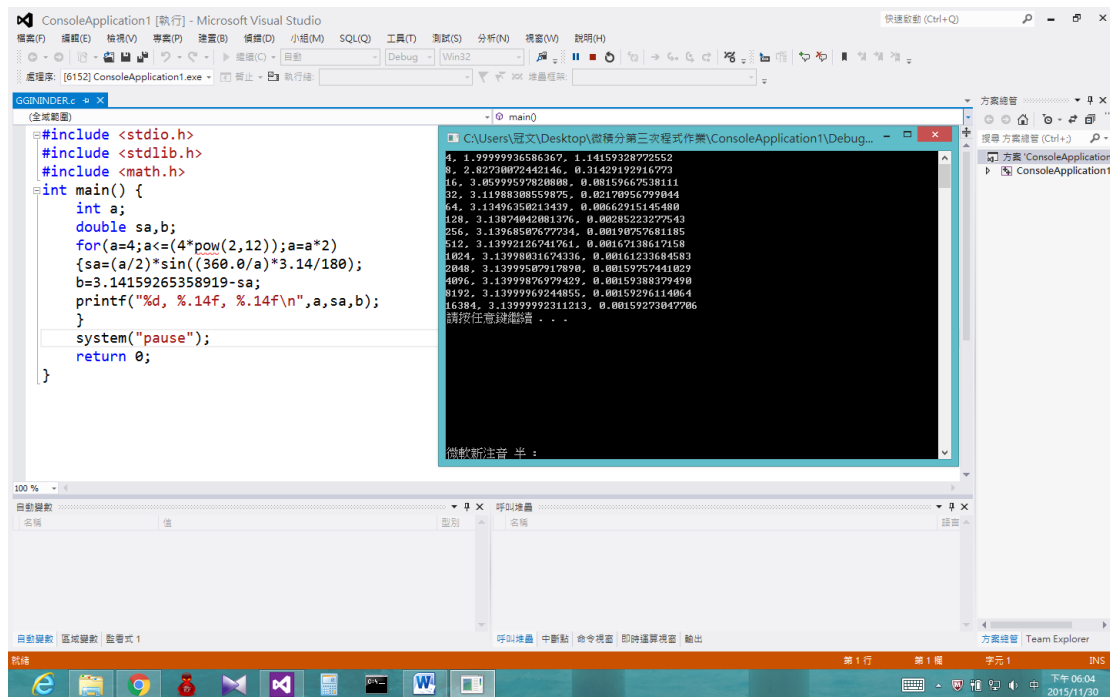 ConsoleApplication1 [執行] - Microsoft Visual Studio
快速啟動 (Ctrl+Q)
檔案(F) 編輯(E) 檢視(V) 專案(P) 建置(B) 偵錯(D) 小組(M) SQL(Q) 工具(T) 測試(S) 分析(N) 視窗(W) 說明(H)
繼續(C) 自動 Debug Win32
處理序: [6152] ConsoleApplication1.exe 暫止 執行緒: 堆疊框架:
GGININDER.c
(全域範圍) main()
#include <stdio.h>
#include <stdlib.h>
#include <math.h>
int main() {
int a;
double sa,b;
for(a=4;a<=(4*pow(2,12));a=a*2)
{sa=(a/2)*sin((360.0/a)*3.14/180);
b=3.14159265358919-sa;
printf("%d, %.14f, %.14f\n",a,sa,b);
}
system("pause");
return 0;
}
C:\Users\冠文\Desktop\微積分第三次程式作業\ConsoleApplication1\Debug...
4, 1.99999936586367, 1.14159328772552
8, 2.82730072442146, 0.31429192916773
16, 3.05999597820808, 0.08159667538111
32, 3.11988308559875, 0.02170956799044
64, 3.13496350213439, 0.00662915145480
128, 3.13874042081376, 0.00285223277543
256, 3.13968507677734, 0.00190757681185
512, 3.13992126741761, 0.00167138617158
1024, 3.13998031674336, 0.00161233684583
2048, 3.13999507917890, 0.00159757441029
4096, 3.13999876979429, 0.00159388379490
8192, 3.13999969244855, 0.00159296114064
16384, 3.13999992311213, 0.00159273047706
請按任意鍵繼續 . . .
微軟新注音 半 :
方案總管
搜尋方案總管 (Ctrl+;)
方案 'ConsoleApplication
ConsoleApplication1
100 %
自動變數
名稱 值 型別
呼叫堆疊
名稱 語言
自動變數 區域變數 監看式 1
呼叫堆疊 中斷點 命令視窗 即時運算視窗 輸出
方案總管 Team Explorer
就緒 第 1 行 第 1 欄 字元 1 INS
中
下午 06:04
2015/11/30